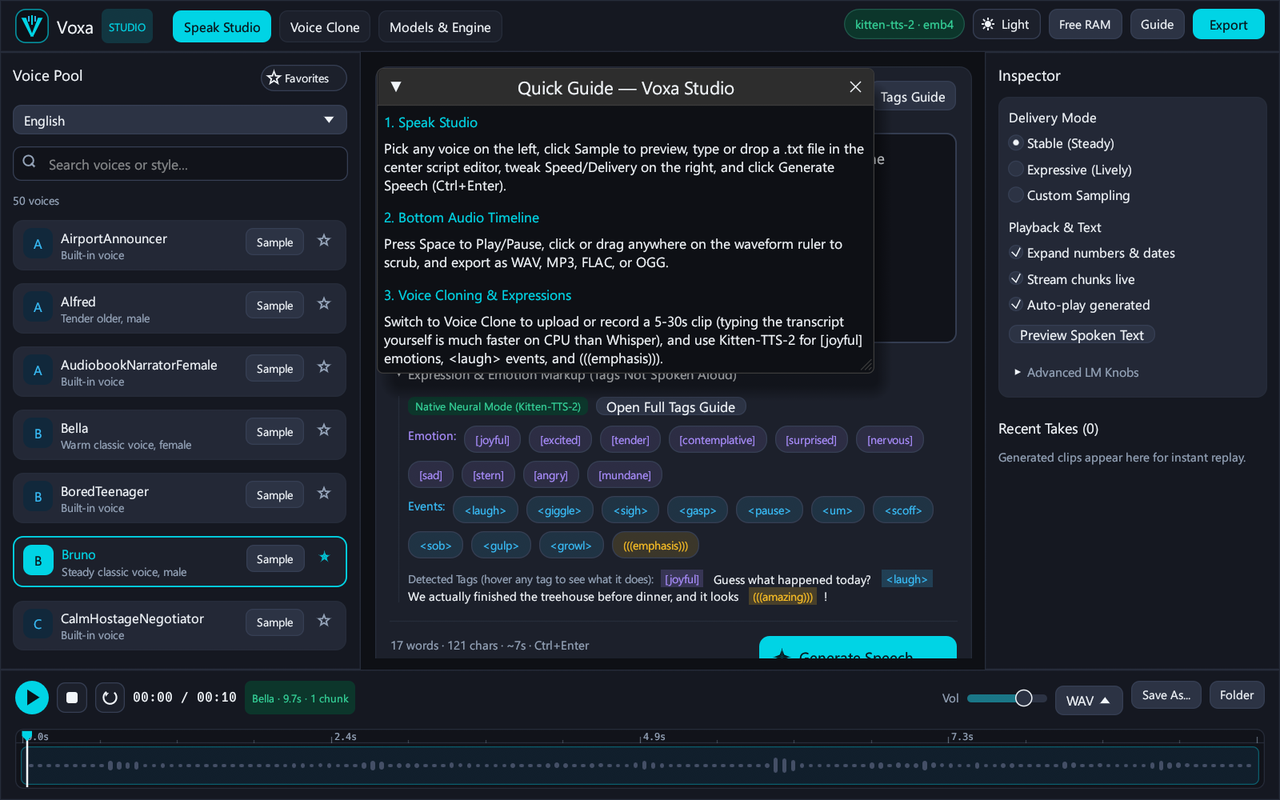 Voxa
STUDIO
Speak Studio
Voice Clone
Models & Engine
kitten-tts-2 · emb4
Light
Free RAM
Guide
Export
Voice Pool
Favorites
English
Search voices or style...
50 voices
A
AirportAnnouncer
Built-in voice
Sample
A
Alfred
Tender older, male
Sample
A
AudiobookNarratorFemale
Built-in voice
Sample
B
Bella
Warm classic voice, female
Sample
B
BoredTeenager
Built-in voice
Sample
B
Bruno
Steady classic voice, male
Sample
C
CalmHostageNegotiator
Built-in voice
Sample
Quick Guide — Voxa Studio
1. Speak Studio
Pick any voice on the left, click Sample to preview, type or drop a .txt file in the
center script editor, tweak Speed/Delivery on the right, and click Generate
Speech (Ctrl+Enter).
2. Bottom Audio Timeline
Press Space to Play/Pause, click or drag anywhere on the waveform ruler to
scrub, and export as WAV, MP3, FLAC, or OGG.
3. Voice Cloning & Expressions
Switch to Voice Clone to upload or record a 5-30s clip (typing the transcript
yourself is much faster on CPU than Whisper), and use Kitten-TTS-2 for [joyful]
emotions, <laugh> events, and (((emphasis))).
Tags Guide
Expression & Emotion Markup (Tags Not Spoken Aloud)
Native Neural Mode (Kitten-TTS-2)
Open Full Tags Guide
Emotion: [joyful] [excited] [tender] [contemplative] [surprised] [nervous]
[sad] [stern] [angry] [mundane]
Events: <laugh> <giggle> <sigh> <gasp> <pause> <um> <scoff>
<sob> <gulp> <growl> (((emphasis)))
Detected Tags (hover any tag to see what it does): [joyful] Guess what happened today? <laugh>
We actually finished the treehouse before dinner, and it looks (((amazing))) !
17 words · 121 chars · ~7s · Ctrl+Enter
Generate Speech
Inspector
Delivery Mode
Stable (Steady)
Expressive (Lively)
Custom Sampling
Playback & Text
Expand numbers & dates
Stream chunks live
Auto-play generated
Preview Spoken Text
Advanced LM Knobs
Recent Takes (0)
Generated clips appear here for instant replay.
00:00 / 00:10
Bella · 9.7s · 1 chunk
Vol
WAV
Save As...
Folder
.0s
2.4s
4.9s
7.3s